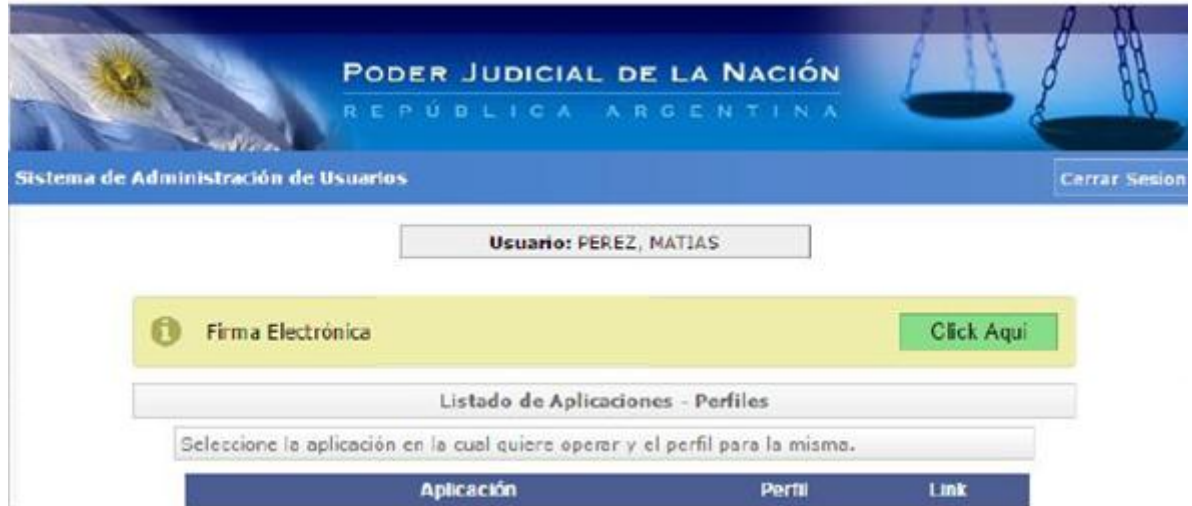 PODER JUDICIAL DE LA NACIÓN
REPÚBLICA ARGENTINA
Sistema de Administración de Usuarios
Cerrar Sesion
Usuario: PEREZ, MATIAS
Firma Electrónica
Click Aqui
Listado de Aplicaciones - Perfiles
Seleccione la aplicación en la cual quiere operar y el perfil para la misma.
Aplicación Perfil Link